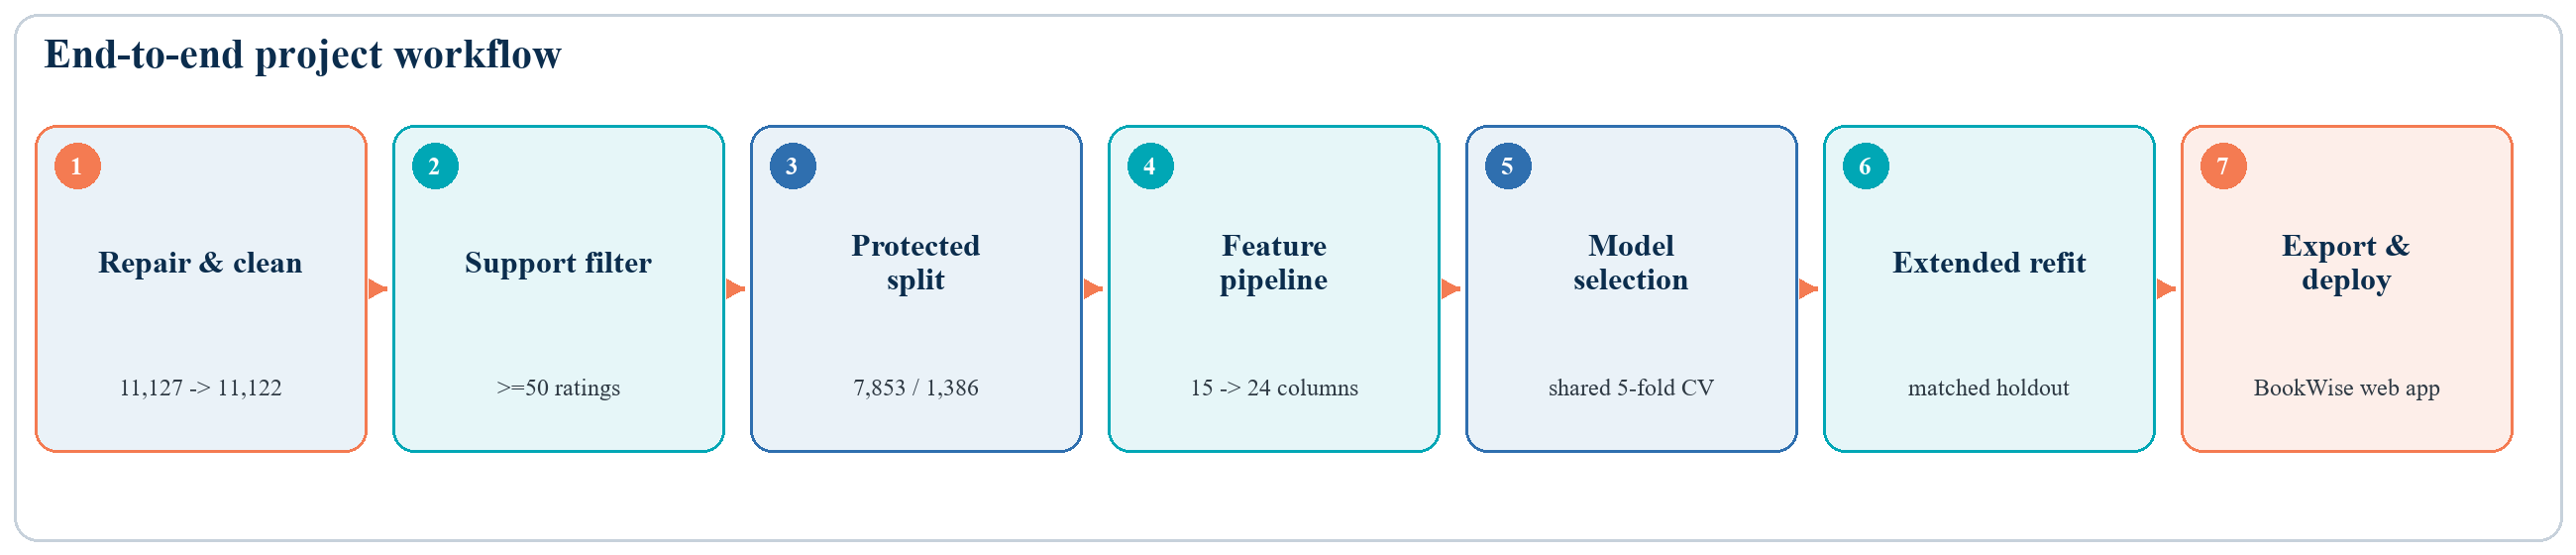 End-to-end project workflow
1
Repair & clean
11,127 -> 11,122
2
Support filter
>=50 ratings
3
Protected
split
7,853 / 1,386
4
Feature
pipeline
15 -> 24 columns
5
Model
selection
shared 5-fold CV
6
Extended refit
matched holdout
7
Export &
deploy
BookWise web app